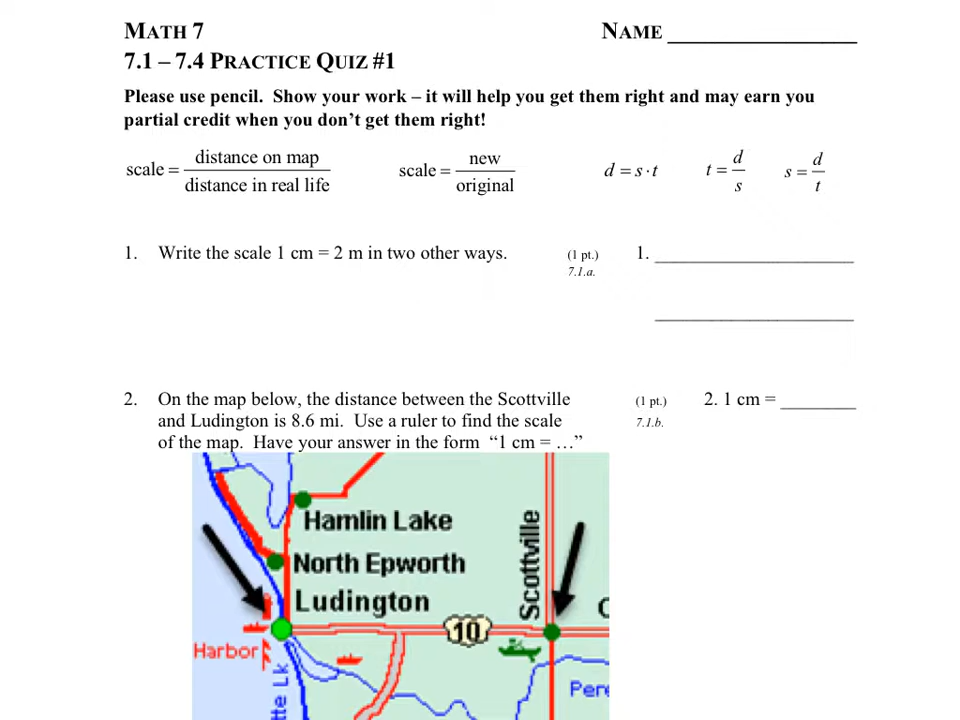 MATH 7
NAME
7.1 – 7.4 PRACTICE QUIZ #1
Please use pencil. Show your work – it will help you get them right and may earn you
partial credit when you don’t get them right!
scale = distance on map / distance in real life
scale = new / original
d = s · t
t = d / s
s = d / t
1. Write the scale 1 cm = 2 m in two other ways.
(1 pt.)
7.1.a.
1.
2. On the map below, the distance between the Scottville
and Ludington is 8.6 mi. Use a ruler to find the scale
of the map. Have your answer in the form “1 cm = …”
(1 pt.)
7.1.b.
2. 1 cm =
Hamlin Lake
North Epworth
Ludington
Scottville
10
Harbor